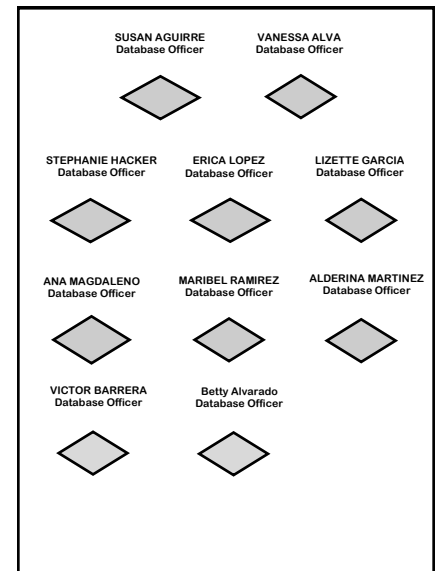 SUSAN AGUIRRE
Database Officer
VANESSA ALVA
Database Officer
STEPHANIE HACKER
Database Officer
ERICA LOPEZ
Database Officer
LIZETTE GARCIA
Database Officer
ANA MAGDALENO
Database Officer
MARIBEL RAMIREZ
Database Officer
ALDERINA MARTINEZ
Database Officer
VICTOR BARRERA
Database Officer
Betty Alvarado
Database Officer